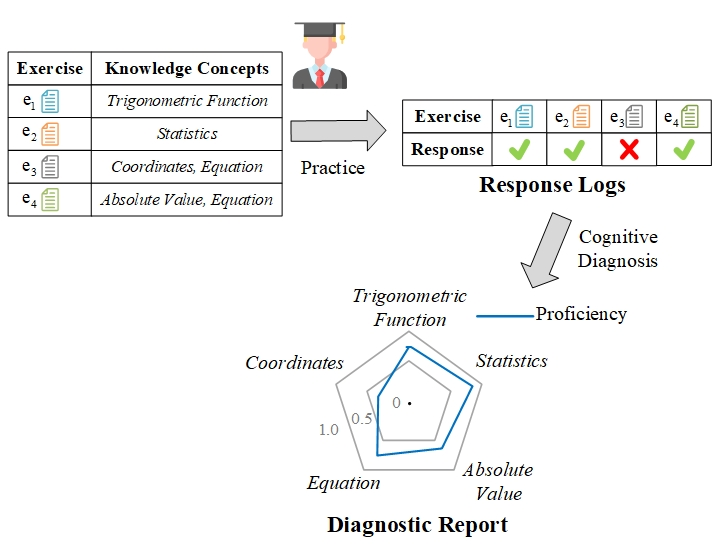 Exercise Knowledge Concepts
e1 Trigonometric Function
e2 Statistics
e3 Coordinates, Equation
e4 Absolute Value, Equation
Practice
Exercise e1 e2 e3 e4
Response
Response Logs
Cognitive
Diagnosis
Proficiency
Trigonometric
Function
Coordinates
Statistics
0
0.5
1.0
Equation
Absolute
Value
Diagnostic Report